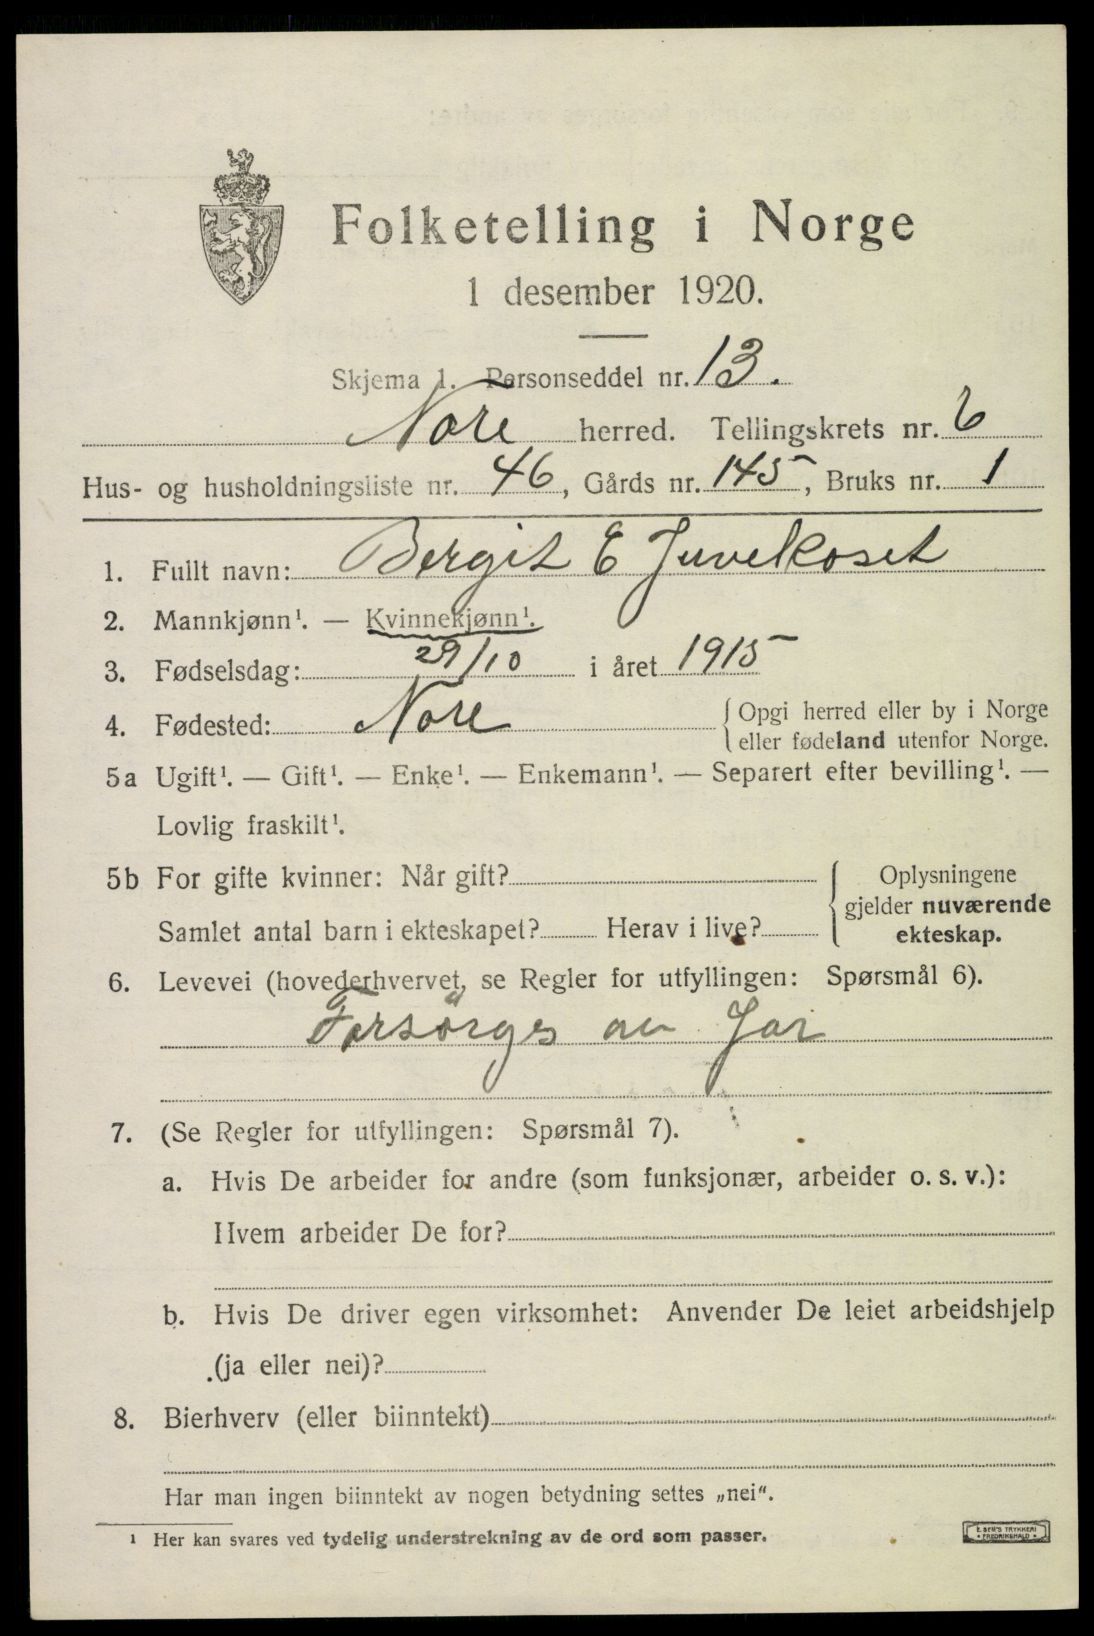 Folketelling i Norge
1 desember 1920.
Skjema 1. Personseddel nr. 13.
Nore herred. Tellingskrets nr. 6
Hus- og husholdningsliste nr. 46, Gårds nr. 145, Bruks nr. 1
1. Fullt navn: Bergit E Juvekoset
2. Mannkjønn¹. — Kvinnekjønn¹.
3. Fødselsdag: 29/10 i året 1915
4. Fødested: Nore { Opgi herred eller by i Norge
eller fødeland utenfor Norge.
5a Ugift¹. — Gift¹. — Enke¹. — Enkemann¹. — Separert efter bevilling¹. —
Lovlig fraskilt¹.
5b For gifte kvinner: Når gift? { Oplysningene
gjelder nuværende
Samlet antal barn i ekteskapet? Herav i live? ekteskap.
6. Levevei (hovederhvervet, se Regler for utfyllingen: Spørsmål 6).
Forsörges av Far
7. (Se Regler for utfyllingen: Spørsmål 7).
a. Hvis De arbeider for andre (som funksjonær, arbeider o. s. v.):
Hvem arbeider De for?
b. Hvis De driver egen virksomhet: Anvender De leiet arbeidshjelp
(ja eller nei)?
8. Bierhverv (eller biinntekt)
Har man ingen biinntekt av nogen betydning settes „nei“.
¹ Her kan svares ved tydelig understrekning av de ord som passer.
E. SEM'S TRYKKERI
• FREDRIKSHALD •